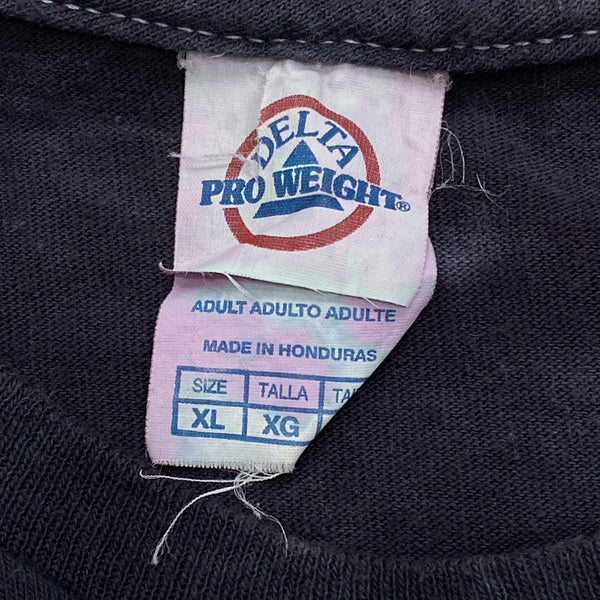 DELTA
PRO WEIGHT®
ADULT ADULTO ADULTE
MADE IN HONDURAS
SIZE TALLA
XL XG